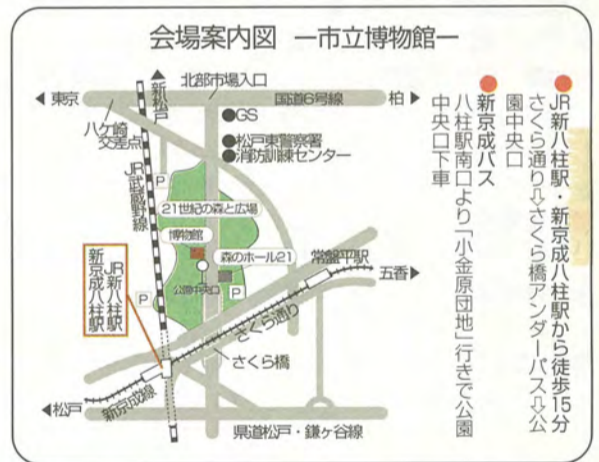 会場案内図 ー市立博物館ー
北部市場入口
◀東京
▲新松戸
国道6号線
柏▶
八ケ崎
交差点
●GS
●松戸東警察署
●消防訓練センター
JR武蔵野線
P
21世紀の森と広場
博物館
森のホール21
常盤平駅
五香▶
公園中央口
P
P
JR新八柱駅
新京成八柱駅
さくら通り
さくら橋
新京成線
◀松戸
県道松戸・鎌ヶ谷線
●JR新八柱駅・新京成八柱駅から徒歩15分
さくら通り⇨さくら橋アンダーパス⇨公
園中央口
●新京成バス
八柱駅南口より「小金原団地」行きで公園
中央口下車